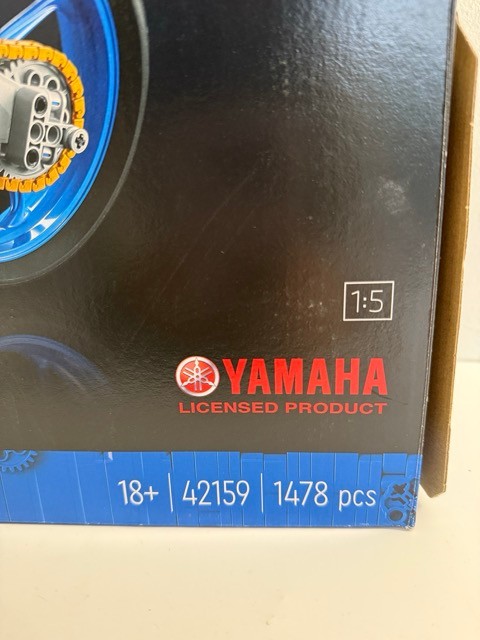 1:5
YAMAHA
LICENSED PRODUCT
18+ | 42159 | 1478 pcs